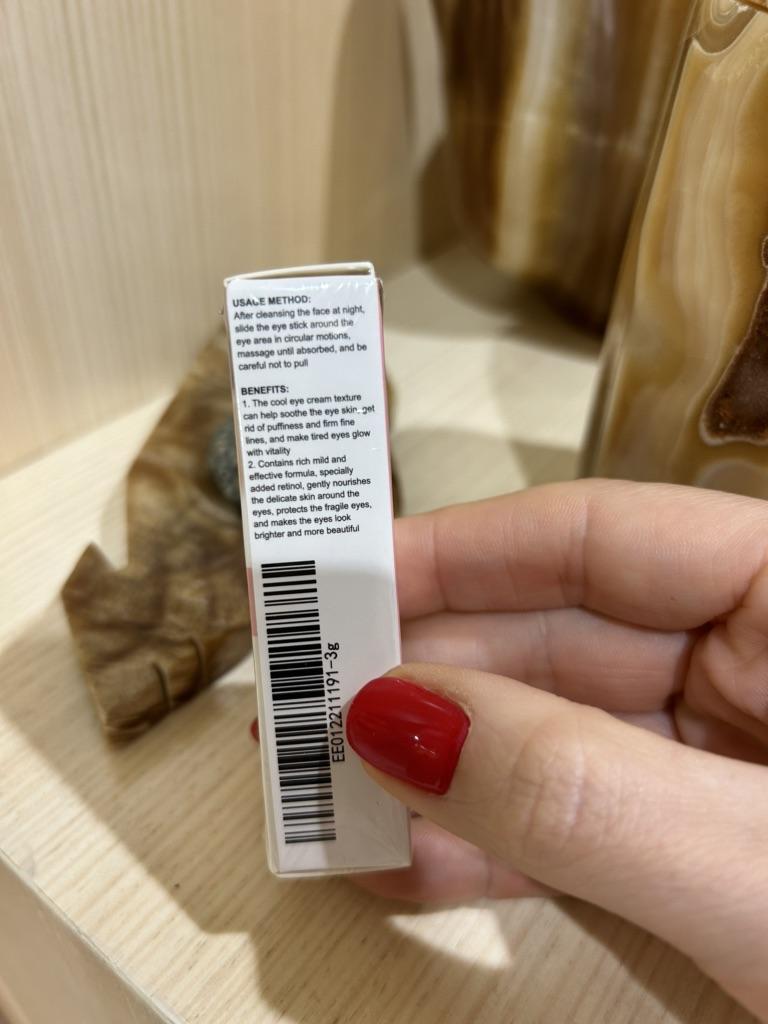 USAGE METHOD:
After cleansing the face at night,
slide the eye stick around the
eye area in circular motions,
massage until absorbed, and be
careful not to pull
BENEFITS:
1. The cool eye cream texture
can help soothe the eye skin, get
rid of puffiness and firm fine
lines, and make tired eyes glow
with vitality
2. Contains rich mild and
effective formula, specially
added retinol, gently nourishes
the delicate skin around the
eyes, protects the fragile eyes,
and makes the eyes look
brighter and more beautiful
EE012211191-3g